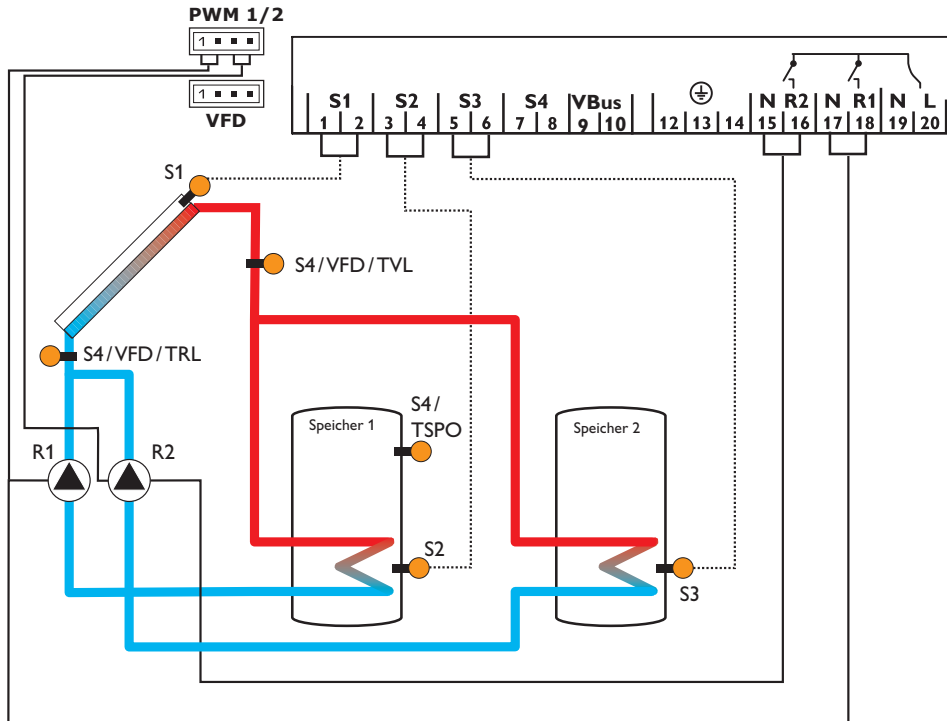 PWM 1/2
1
1
VFD
S1 S2 S3 S4 VBus N R2 N R1 N L
1 2 3 4 5 6 7 8 9 10 12 13 14 15 16 17 18 19 20
S1
S4/VFD/TVL
S4/VFD/TRL
Speicher 1
S4/
TSPO
Speicher 2
R1
R2
S2
S3